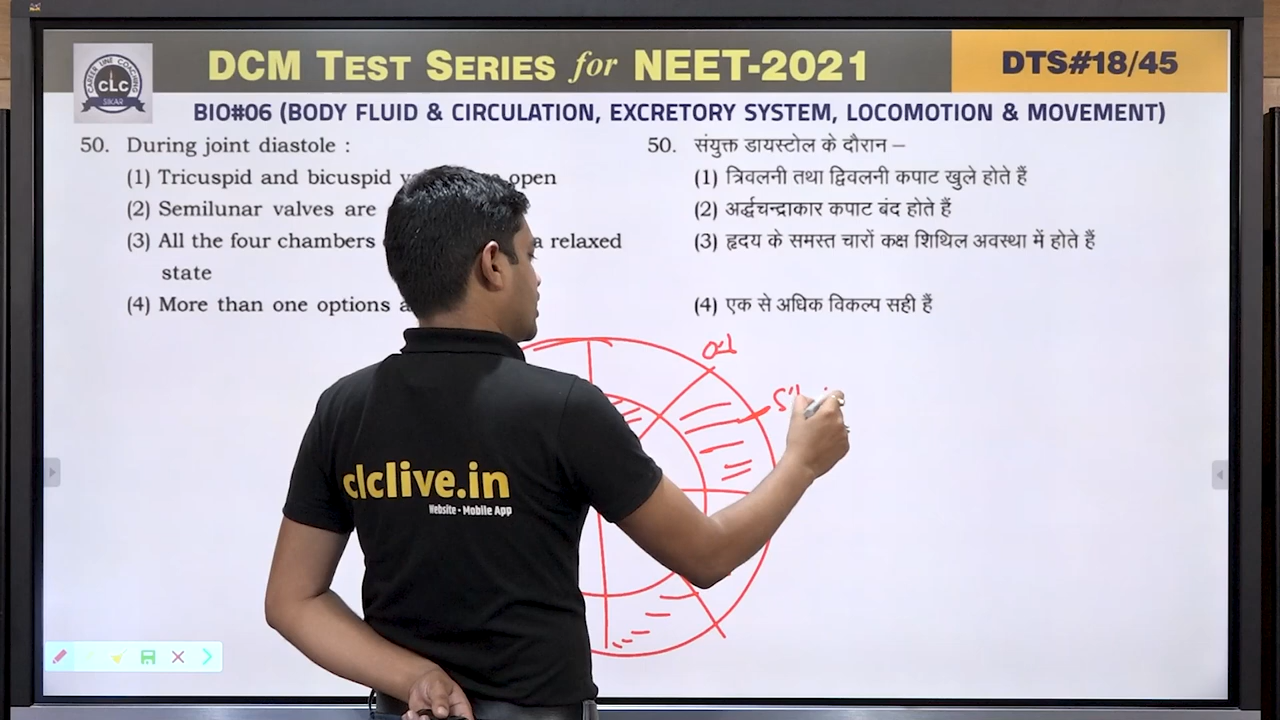 CAREER LINE COACHING
CLC
SIKAR
DCM TEST SERIES for NEET-2021
DTS#18/45
BIO#06 (BODY FLUID & CIRCULATION, EXCRETORY SYSTEM, LOCOMOTION & MOVEMENT)
50. During joint diastole :
(1) Tricuspid and bicuspid open
(2) Semilunar valves are
(3) All the four chambers a relaxed
state
(4) More than one options
50. संयुक्त डायस्टोल के दौरान –
(1) त्रिवलनी तथा द्विवलनी कपाट खुले होते हैं
(2) अर्द्धचन्द्राकार कपाट बंद होते हैं
(3) हृदय के समस्त चारों कक्ष शिथिल अवस्था में होते हैं
(4) एक से अधिक विकल्प सही हैं
clclive.in
Website • Mobile App